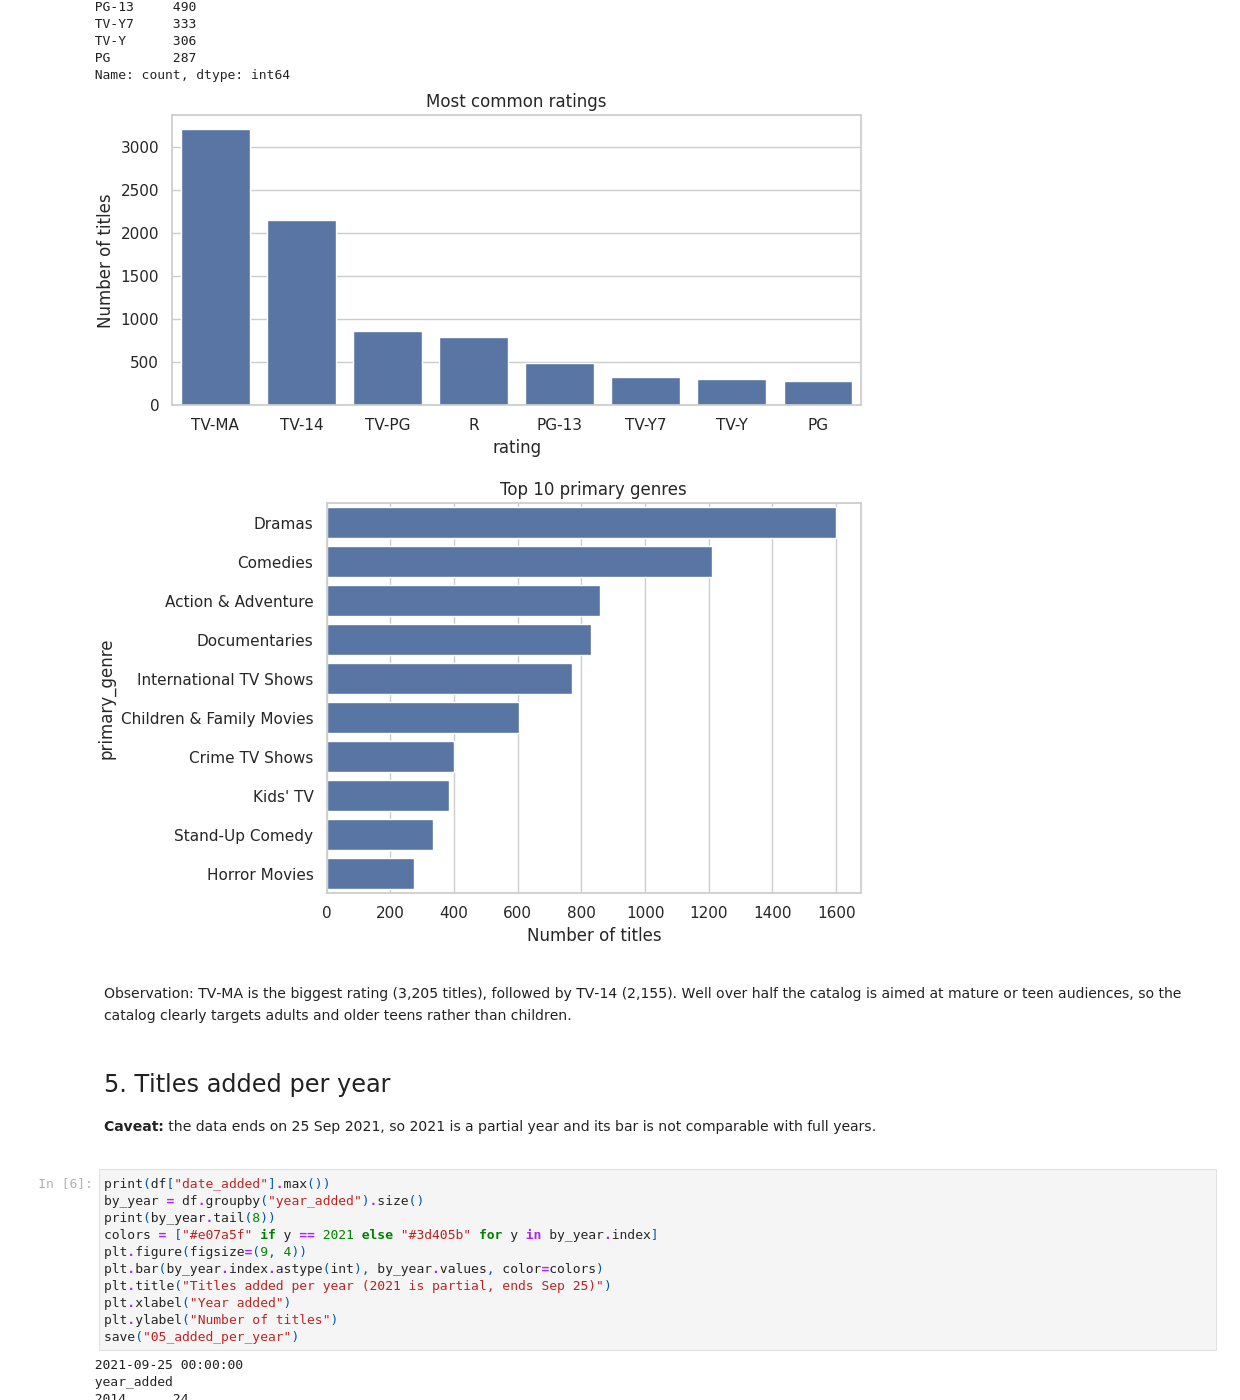 PG-13     490
TV-Y7     333
TV-Y      306
PG        287
Name: count, dtype: int64
Most common ratings
3000
2500
2000
1500
1000
500
0
Number of titles
TV-MA TV-14 TV-PG R PG-13 TV-Y7 TV-Y PG
rating
Top 10 primary genres
primary_genre
Dramas
Comedies
Action & Adventure
Documentaries
International TV Shows
Children & Family Movies
Crime TV Shows
Kids' TV
Stand-Up Comedy
Horror Movies
0 200 400 600 800 1000 1200 1400 1600
Number of titles
Observation: TV-MA is the biggest rating (3,205 titles), followed by TV-14 (2,155). Well over half the catalog is aimed at mature or teen audiences, so the
catalog clearly targets adults and older teens rather than children.
5. Titles added per year
Caveat: the data ends on 25 Sep 2021, so 2021 is a partial year and its bar is not comparable with full years.
In [6]: print(df["date_added"].max())
by_year = df.groupby("year_added").size()
print(by_year.tail(8))
colors = ["#e07a5f" if y == 2021 else "#3d405b" for y in by_year.index]
plt.figure(figsize=(9, 4))
plt.bar(by_year.index.astype(int), by_year.values, color=colors)
plt.title("Titles added per year (2021 is partial, ends Sep 25)")
plt.xlabel("Year added")
plt.ylabel("Number of titles")
save("05_added_per_year")
2021-09-25 00:00:00
year_added
2014      24